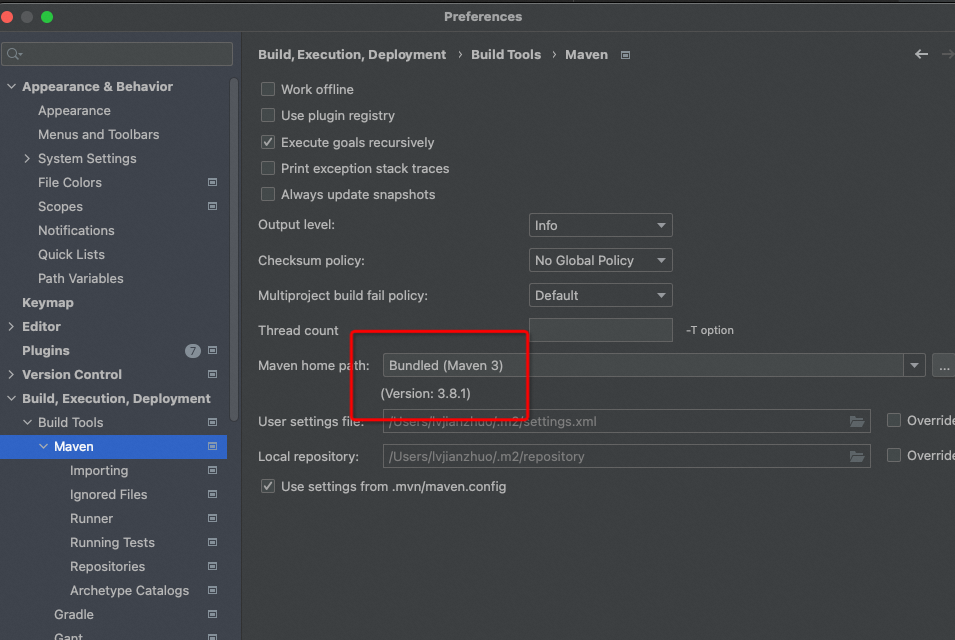 Preferences
Build, Execution, Deployment › Build Tools › Maven
Appearance & Behavior
Appearance
Menus and Toolbars
System Settings
File Colors
Scopes
Notifications
Quick Lists
Path Variables
Keymap
Editor
Plugins 7
Version Control
Build, Execution, Deployment
Build Tools
Maven
Importing
Ignored Files
Runner
Running Tests
Repositories
Archetype Catalogs
Gradle
Gant
Work offline
Use plugin registry
Execute goals recursively
Print exception stack traces
Always update snapshots
Output level: Info
Checksum policy: No Global Policy
Multiproject build fail policy: Default
Thread count -T option
Maven home path: Bundled (Maven 3) ...
(Version: 3.8.1)
User settings file: /Users/lvjianzhuo/.m2/settings.xml Override
Local repository: /Users/lvjianzhuo/.m2/repository Override
Use settings from .mvn/maven.config